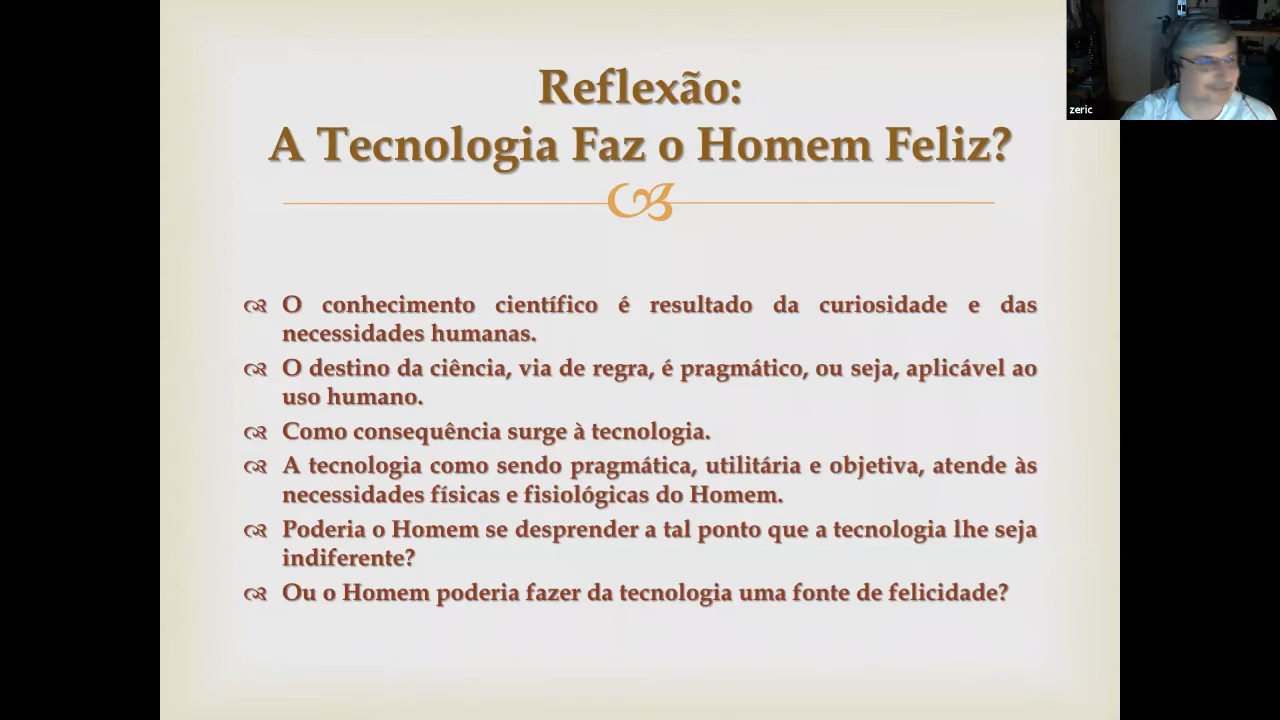 Reflexão:
A Tecnologia Faz o Homem Feliz?
zeric
O conhecimento científico é resultado da curiosidade e das
necessidades humanas.
O destino da ciência, via de regra, é pragmático, ou seja, aplicável ao
uso humano.
Como consequência surge à tecnologia.
A tecnologia como sendo pragmática, utilitária e objetiva, atende às
necessidades físicas e fisiológicas do Homem.
Poderia o Homem se desprender a tal ponto que a tecnologia lhe seja
indiferente?
Ou o Homem poderia fazer da tecnologia uma fonte de felicidade?